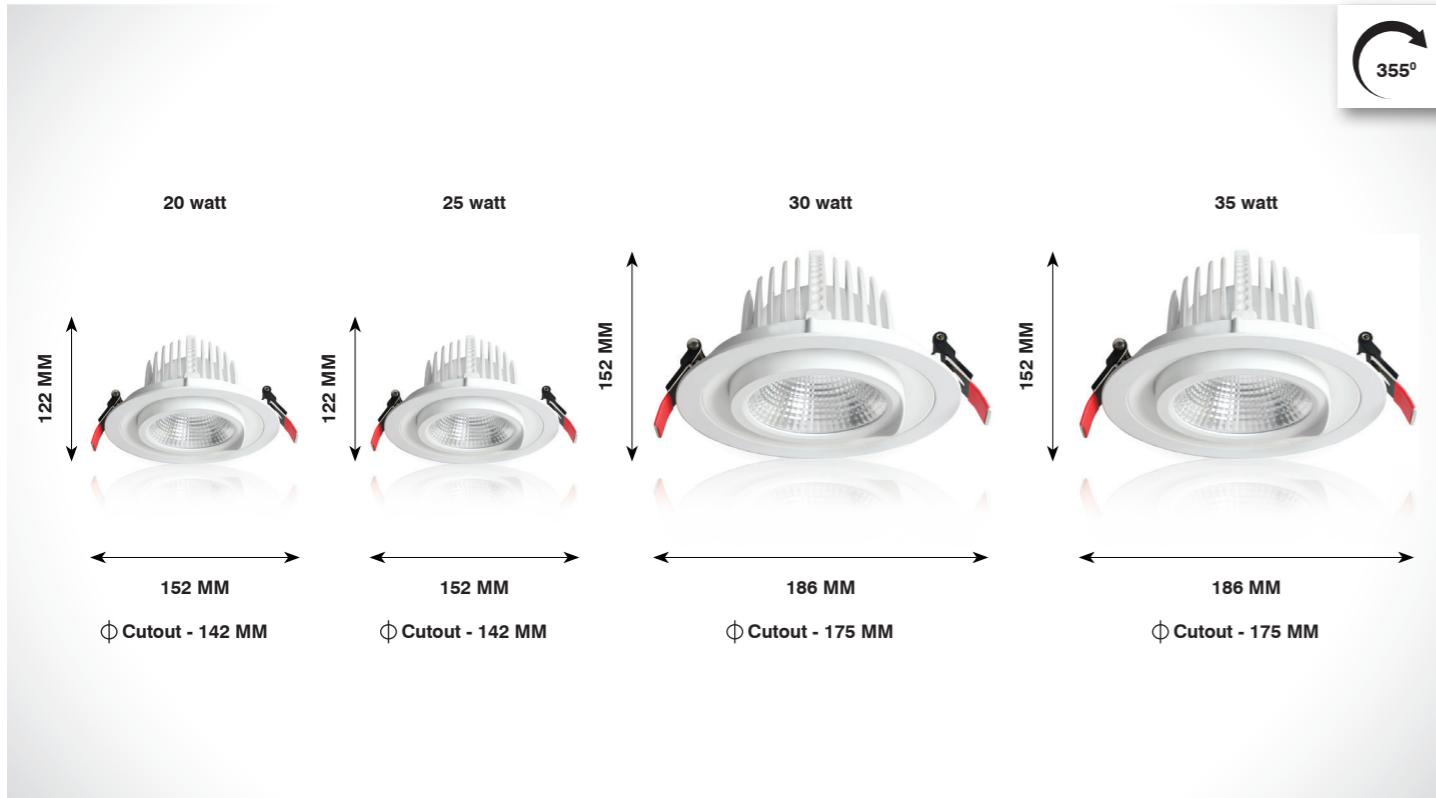 355⁰
20 watt
25 watt
30 watt
35 watt
122 MM
122 MM
152 MM
152 MM
152 MM
152 MM
186 MM
186 MM
⌽ Cutout - 142 MM
⌽ Cutout - 142 MM
⌽ Cutout - 175 MM
⌽ Cutout - 175 MM